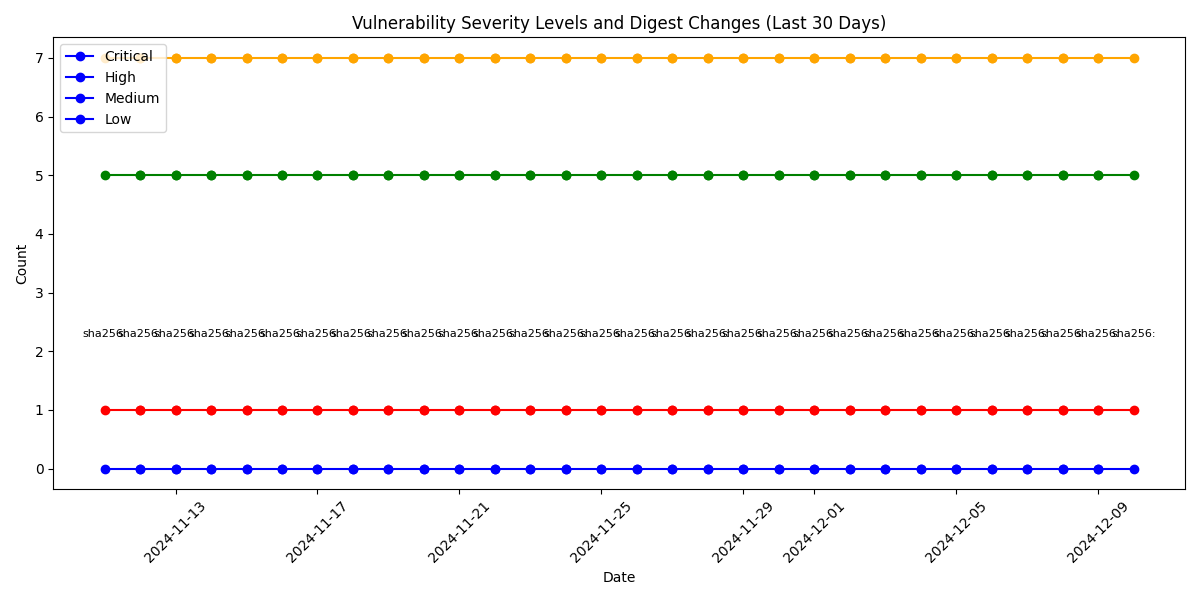 Vulnerability Severity Levels and Digest Changes (Last 30 Days)
7
6
5
4
3
2
1
0
Count
Critical
High
Medium
Low
sha256: sha256: sha256: sha256: sha256: sha256: sha256: sha256: sha256: sha256: sha256: sha256: sha256: sha256: sha256: sha256: sha256: sha256: sha256: sha256: sha256: sha256: sha256: sha256: sha256: sha256: sha256: sha256: sha256: sha256:
2024-11-13
2024-11-17
2024-11-21
2024-11-25
2024-11-29
2024-12-01
2024-12-05
2024-12-09
Date